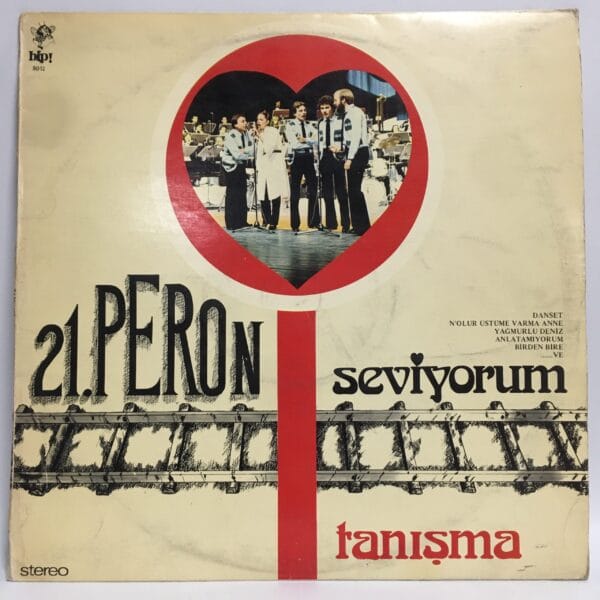 bip!
8012
21. PERON
DANSET
N'OLUR ÜSTÜME VARMA ANNE
YAĞMURLU DENİZ
ANLATAMIYORUM
BİRDEN BİRE
......VE
seviyorum
tanışma
stereo